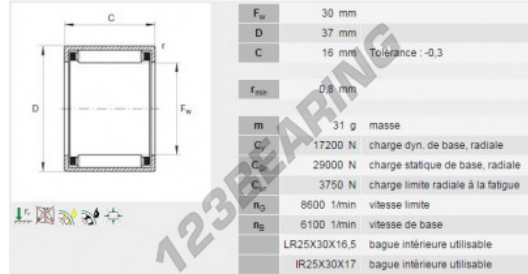 C
r
D
Fw
Fw 30 mm
D 37 mm
C 16 mm Tolérance : -0,3
rmin 0,8 mm
m 31 g masse
Cr 17200 N charge dyn. de base, radiale
C0r 29000 N charge statique de base, radiale
Cur 3750 N charge limite radiale á la fatigue
nG 8600 1/min vitesse limite
nB 6100 1/min vitesse de base
LR25X30X16,5 bague intérieure utilisable
IR25X30X17 bague intérieure utilisable
123BEARING